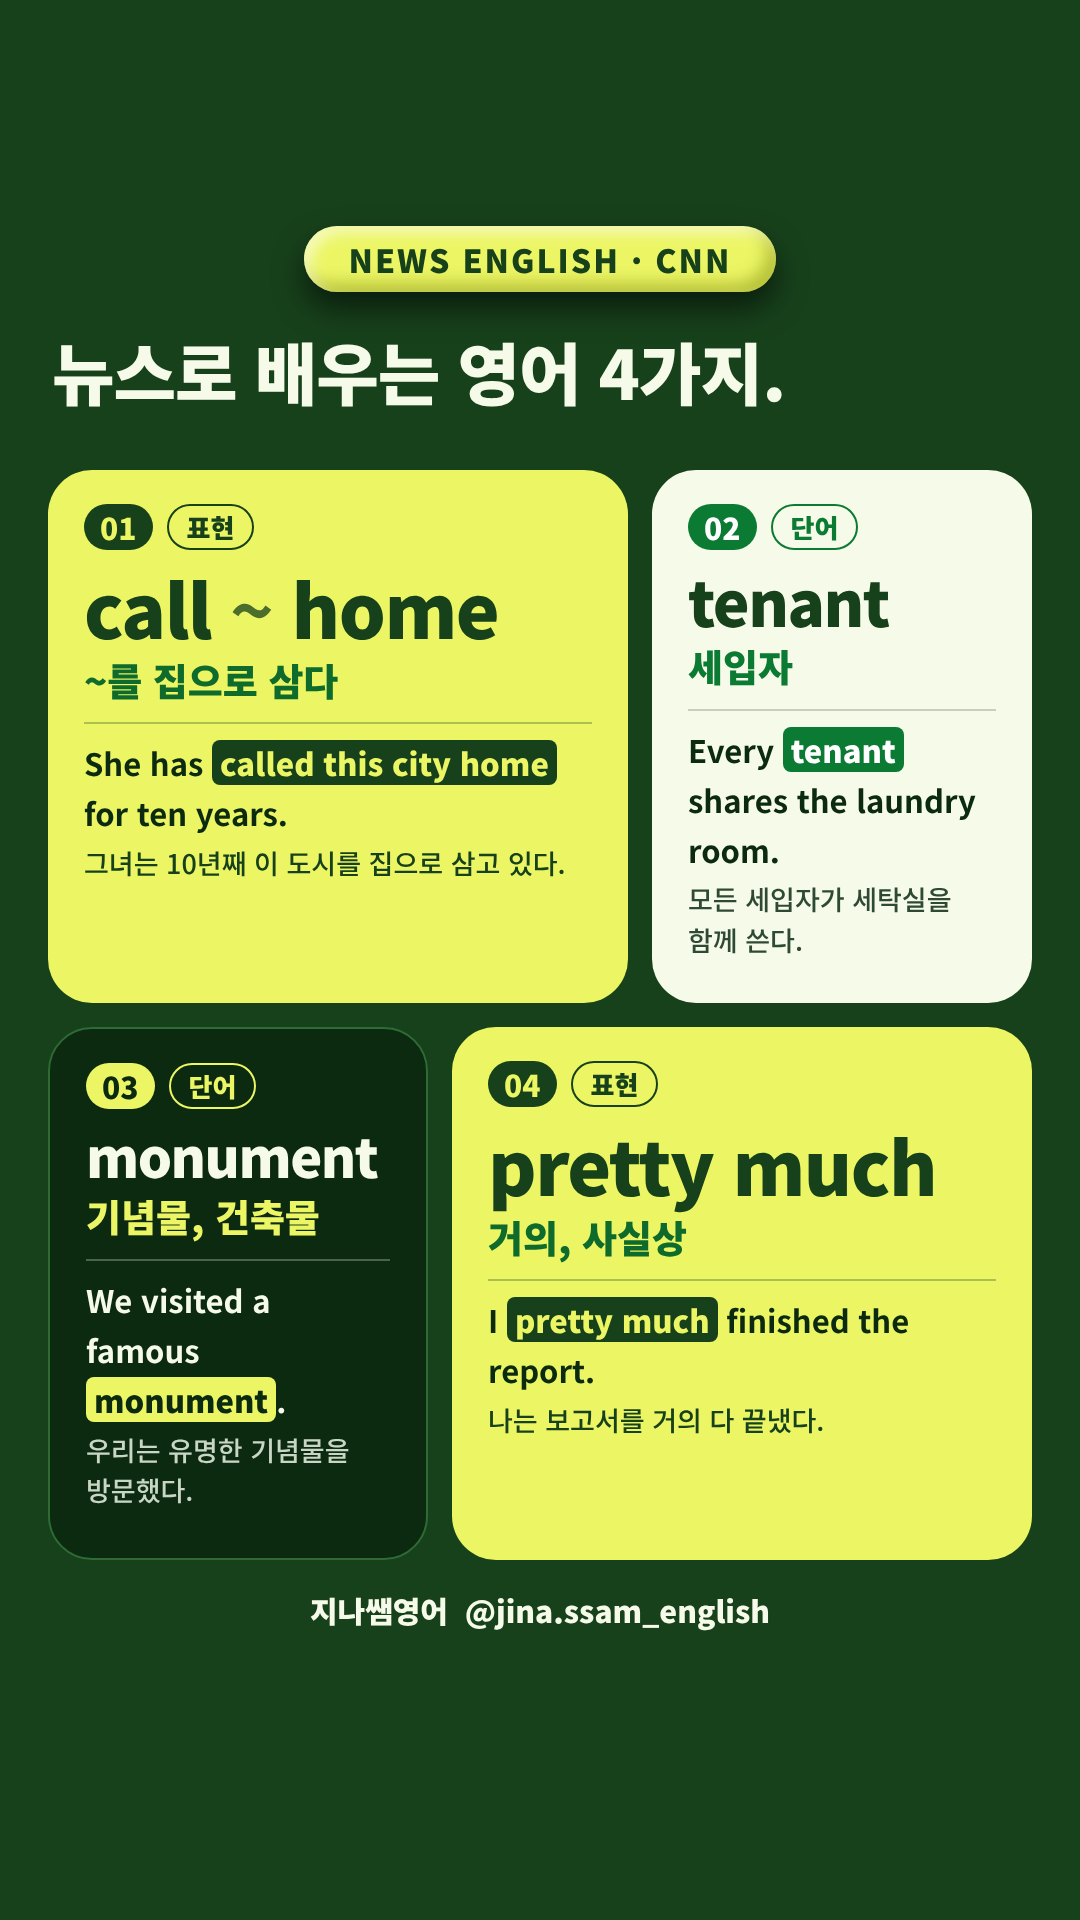 NEWS ENGLISH · CNN
뉴스로 배우는 영어 4가지.
01 표현
call ~ home
~를 집으로 삼다
She has called this city home
for ten years.
그녀는 10년째 이 도시를 집으로 삼고 있다.
02 단어
tenant
세입자
Every tenant
shares the laundry
room.
모든 세입자가 세탁실을
함께 쓴다.
03 단어
monument
기념물, 건축물
We visited a
famous
monument.
우리는 유명한 기념물을
방문했다.
04 표현
pretty much
거의, 사실상
I pretty much finished the
report.
나는 보고서를 거의 다 끝냈다.
지나쌤영어 @jina.ssam_english